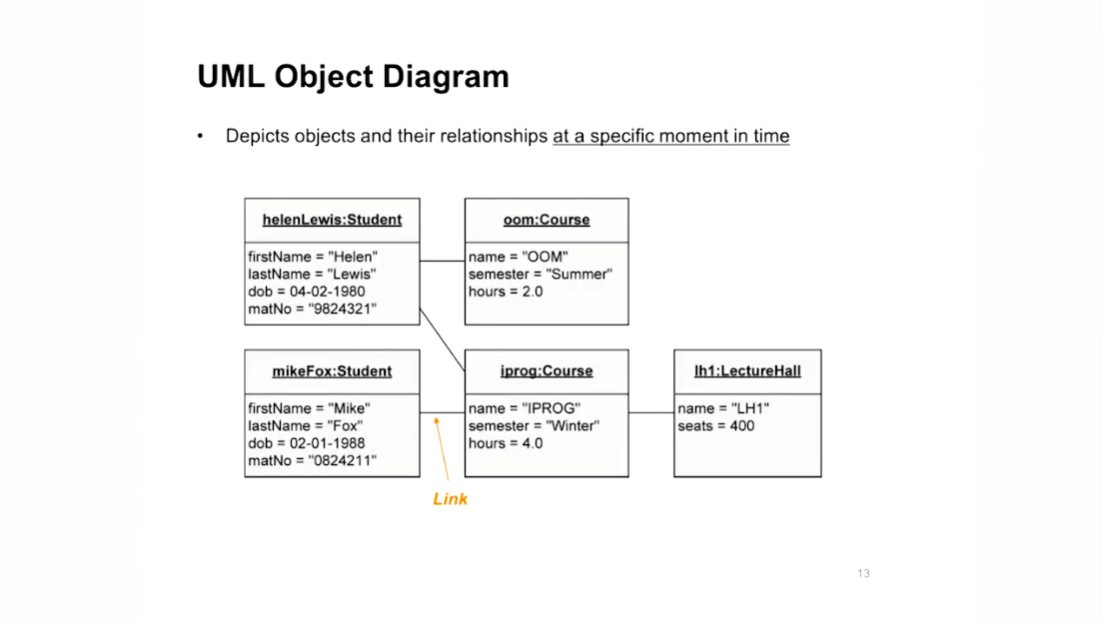 UML Object Diagram
• Depicts objects and their relationships at a specific moment in time
helenLewis:Student
firstName = "Helen"
lastName = "Lewis"
dob = 04-02-1980
matNo = "9824321"
oom:Course
name = "OOM"
semester = "Summer"
hours = 2.0
mikeFox:Student
firstName = "Mike"
lastName = "Fox"
dob = 02-01-1988
matNo = "0824211"
iprog:Course
name = "IPROG"
semester = "Winter"
hours = 4.0
lh1:LectureHall
name = "LH1"
seats = 400
Link
13